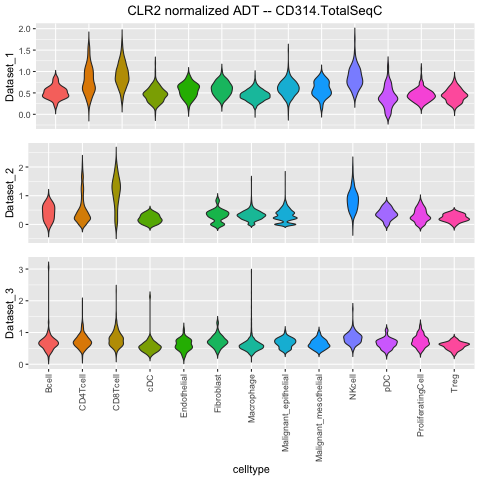 CLR2 normalized ADT -- CD314.TotalSeqC
Dataset_1
2.0
1.5
1.0
0.5
0.0
Dataset_2
2
1
0
Dataset_3
3
2
1
0
Bcell
CD4Tcell
CD8Tcell
cDC
Endothelial
Fibroblast
Macrophage
Malignant_epithelial
Malignant_mesothelial
NKcell
pDC
ProliferatingCell
Treg
celltype